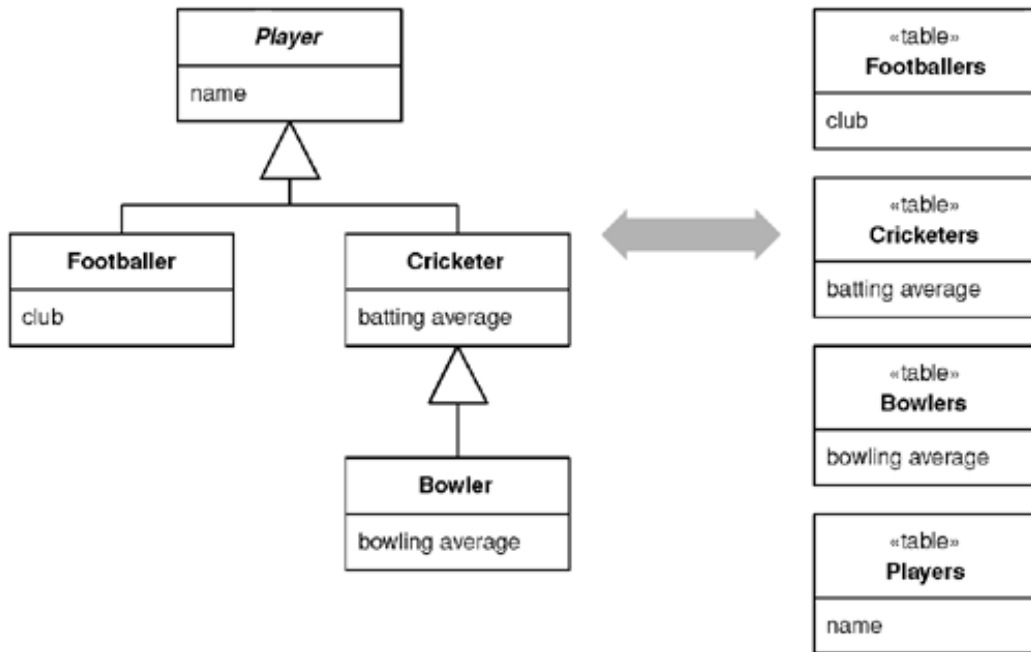 Player
name
Footballer
club
Cricketer
batting average
Bowler
bowling average
«table»
Footballers
club
«table»
Cricketers
batting average
«table»
Bowlers
bowling average
«table»
Players
name